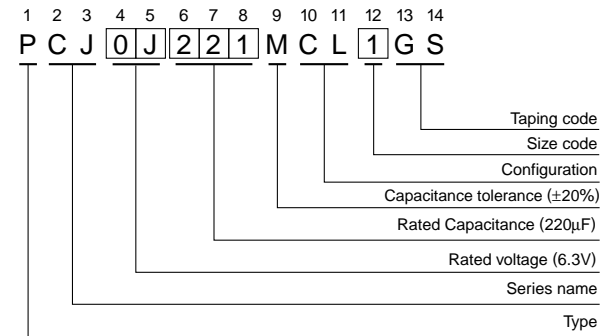 1 2 3 4 5 6 7 8 9 10 11 12 13 14
P C J 0 J 2 2 1 M C L 1 G S
Taping code
Size code
Configuration
Capacitance tolerance (±20%)
Rated Capacitance (220μF)
Rated voltage (6.3V)
Series name
Type